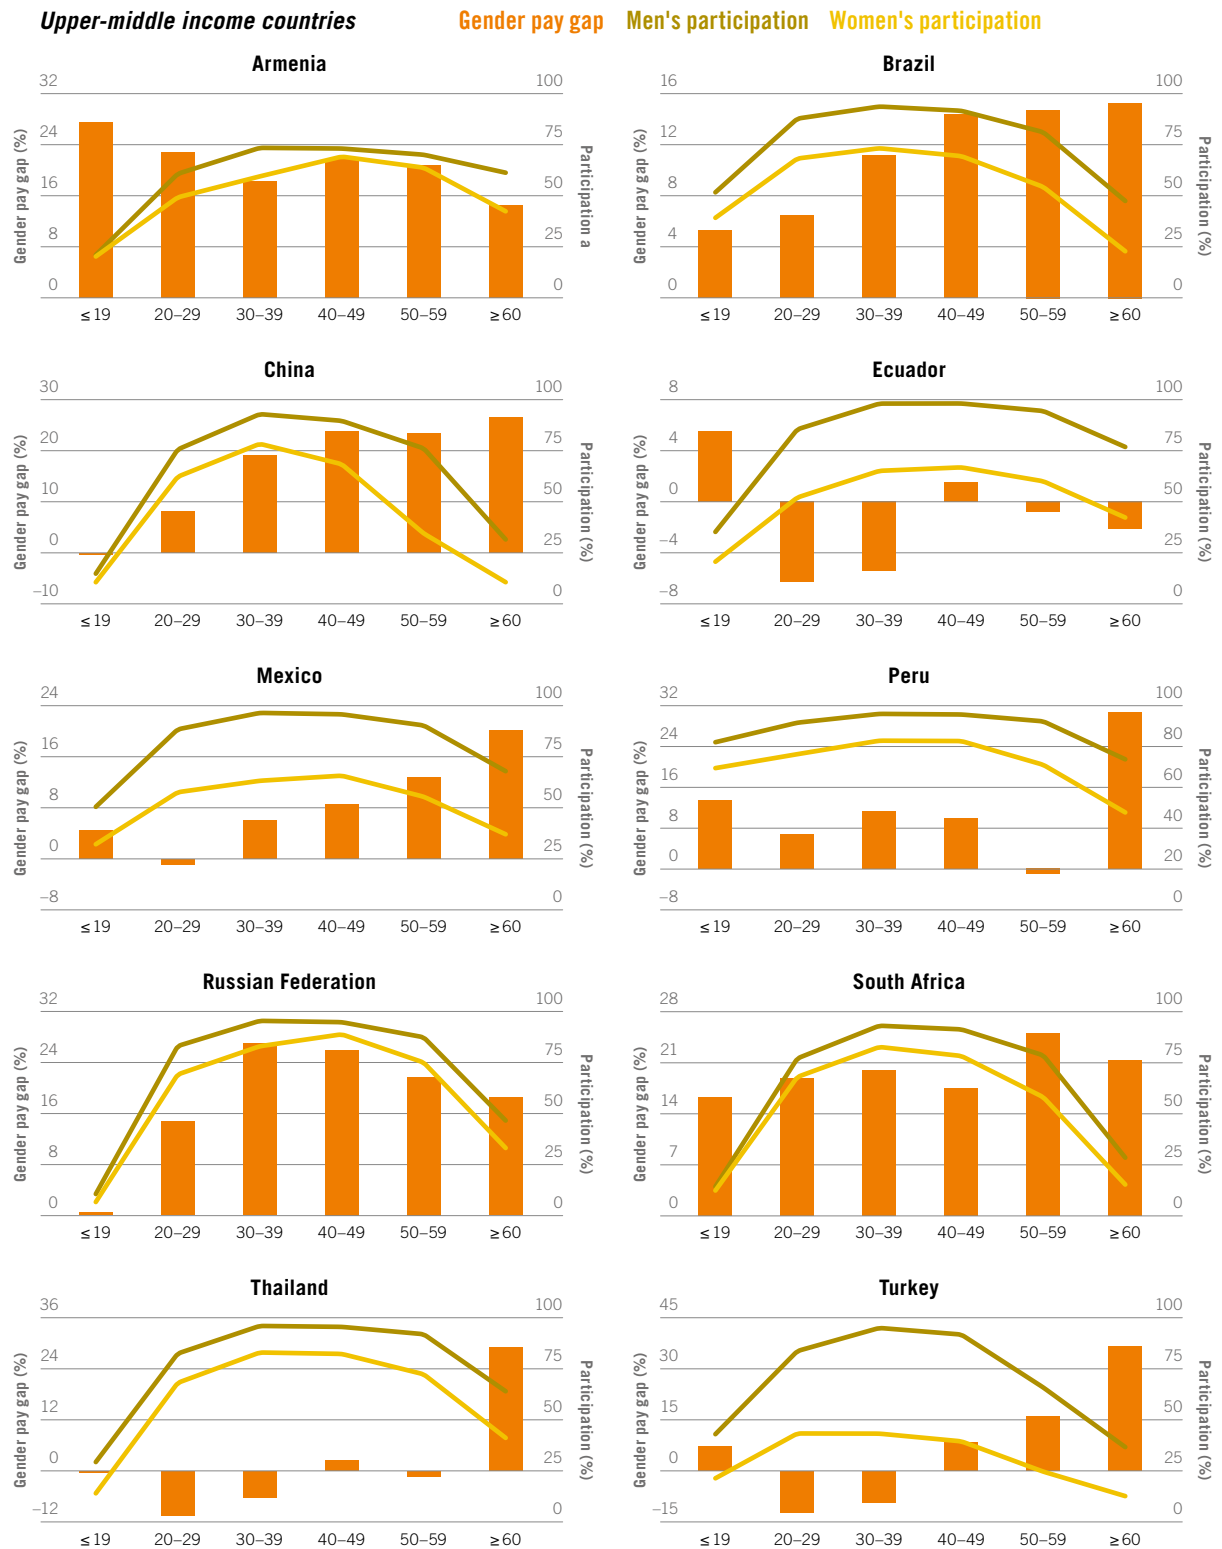 Upper-middle income countries Gender pay gap Men's participation Women's participation
Armenia
32 100
24 75
16 50
8 25
0 0
Gender pay gap (%)
Participation a
≤ 19 20–29 30–39 40–49 50–59 ≥ 60
Brazil
16 100
12 75
8 50
4 25
0 0
Gender pay gap (%)
Participation (%)
≤ 19 20–29 30–39 40–49 50–59 ≥ 60
China
30 100
20 75
10 50
0 25
–10 0
Gender pay gap (%)
Participation (%)
≤ 19 20–29 30–39 40–49 50–59 ≥ 60
Ecuador
8 100
4 75
0 50
–4 25
–8 0
Gender pay gap (%)
Participation (%)
≤ 19 20–29 30–39 40–49 50–59 ≥ 60
Mexico
24 100
16 75
8 50
0 25
–8 0
Gender pay gap (%)
Participation (%)
≤ 19 20–29 30–39 40–49 50–59 ≥ 60
Peru
32 100
24 80
16 60
8 40
0 20
–8 0
Gender pay gap (%)
Participation (%)
≤ 19 20–29 30–39 40–49 50–59 ≥ 60
Russian Federation
32 100
24 75
16 50
8 25
0 0
Gender pay gap (%)
Participation (%)
≤ 19 20–29 30–39 40–49 50–59 ≥ 60
South Africa
28 100
21 75
14 50
7 25
0 0
Gender pay gap (%)
Participation (%)
≤ 19 20–29 30–39 40–49 50–59 ≥ 60
Thailand
36 100
24 75
12 50
0 25
–12 0
Gender pay gap (%)
Participation (%)
≤ 19 20–29 30–39 40–49 50–59 ≥ 60
Turkey
45 100
30 75
15 50
0 25
–15 0
Gender pay gap (%)
Participation (%)
≤ 19 20–29 30–39 40–49 50–59 ≥ 60